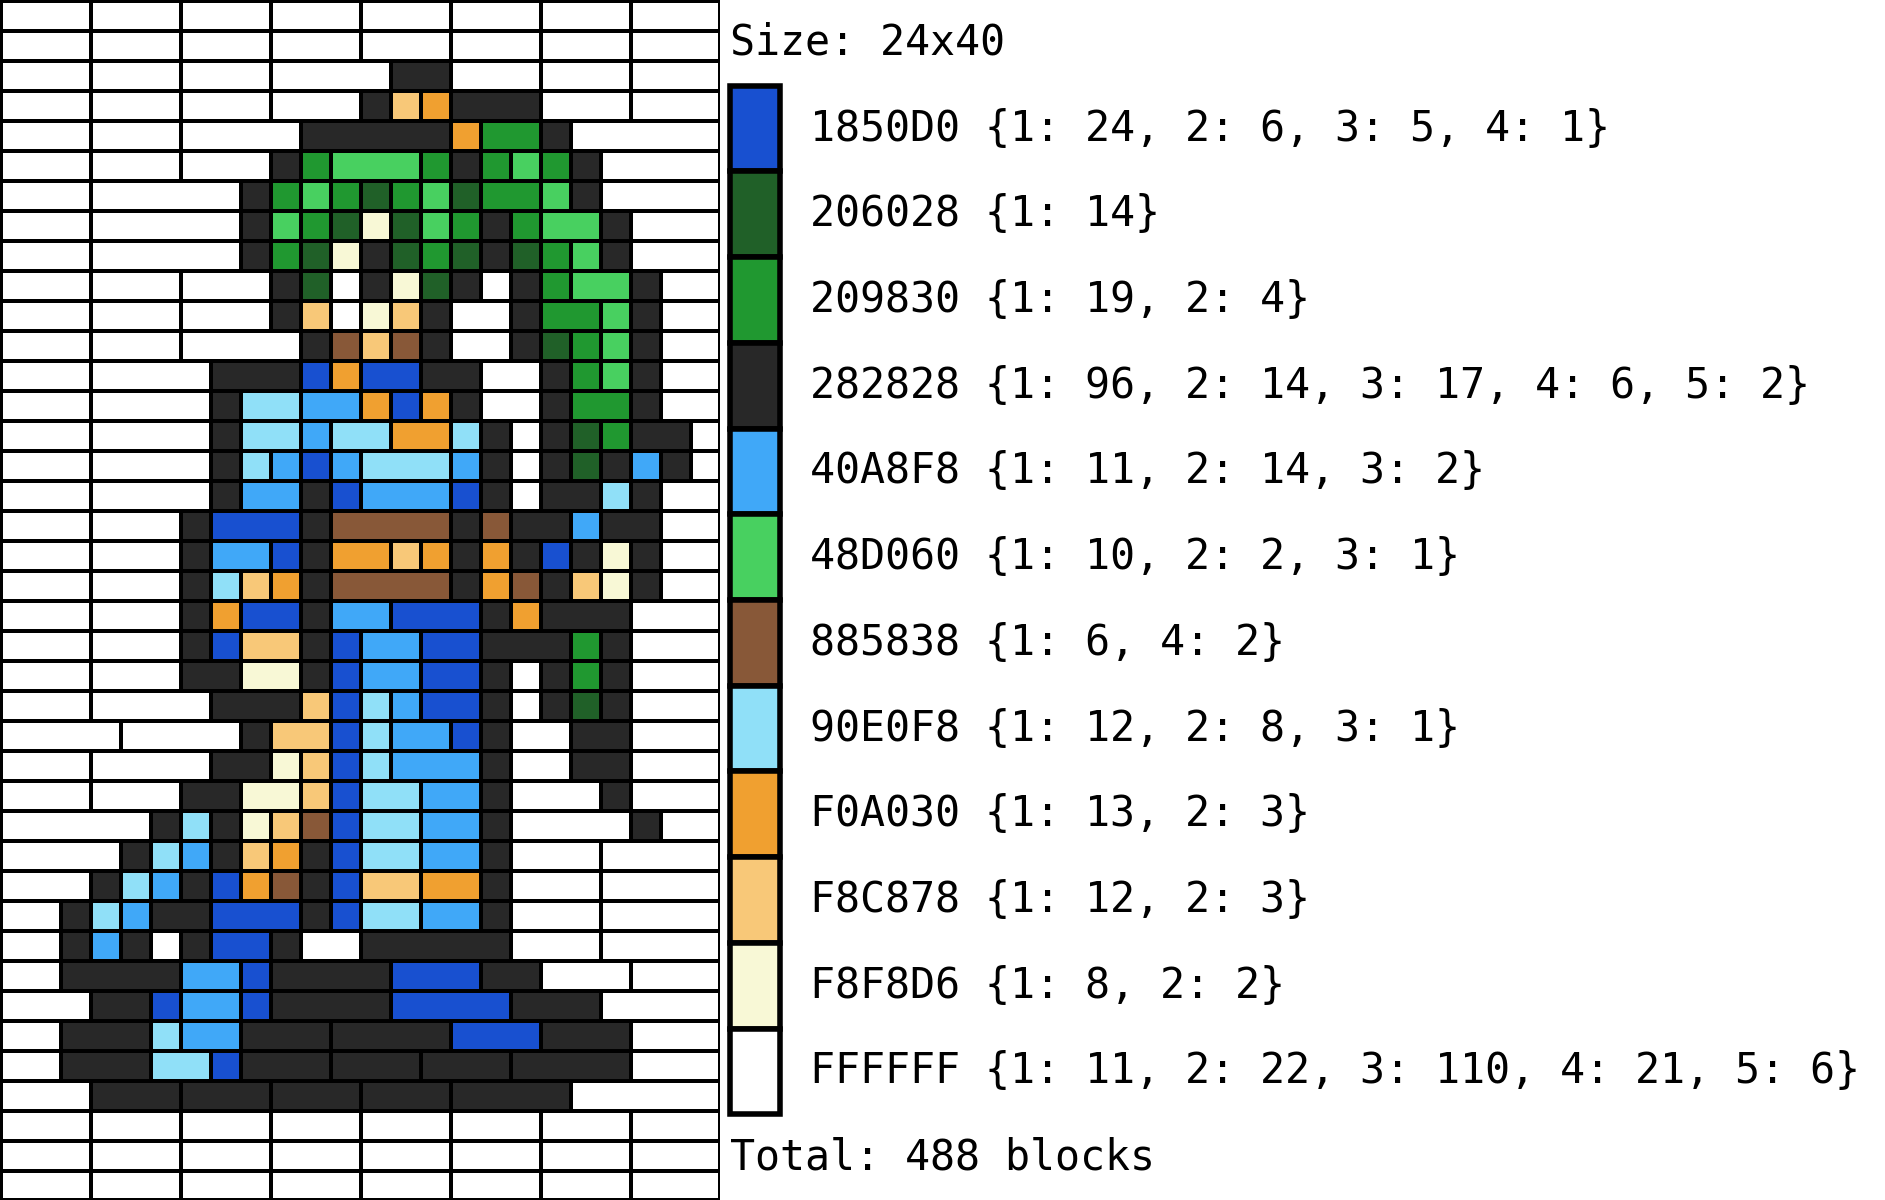 Size: 24x40
1850D0 {1: 24, 2: 6, 3: 5, 4: 1}
206028 {1: 14}
209830 {1: 19, 2: 4}
282828 {1: 96, 2: 14, 3: 17, 4: 6, 5: 2}
40A8F8 {1: 11, 2: 14, 3: 2}
48D060 {1: 10, 2: 2, 3: 1}
885838 {1: 6, 4: 2}
90E0F8 {1: 12, 2: 8, 3: 1}
F0A030 {1: 13, 2: 3}
F8C878 {1: 12, 2: 3}
F8F8D6 {1: 8, 2: 2}
FFFFFF {1: 11, 2: 22, 3: 110, 4: 21, 5: 6}
Total: 488 blocks